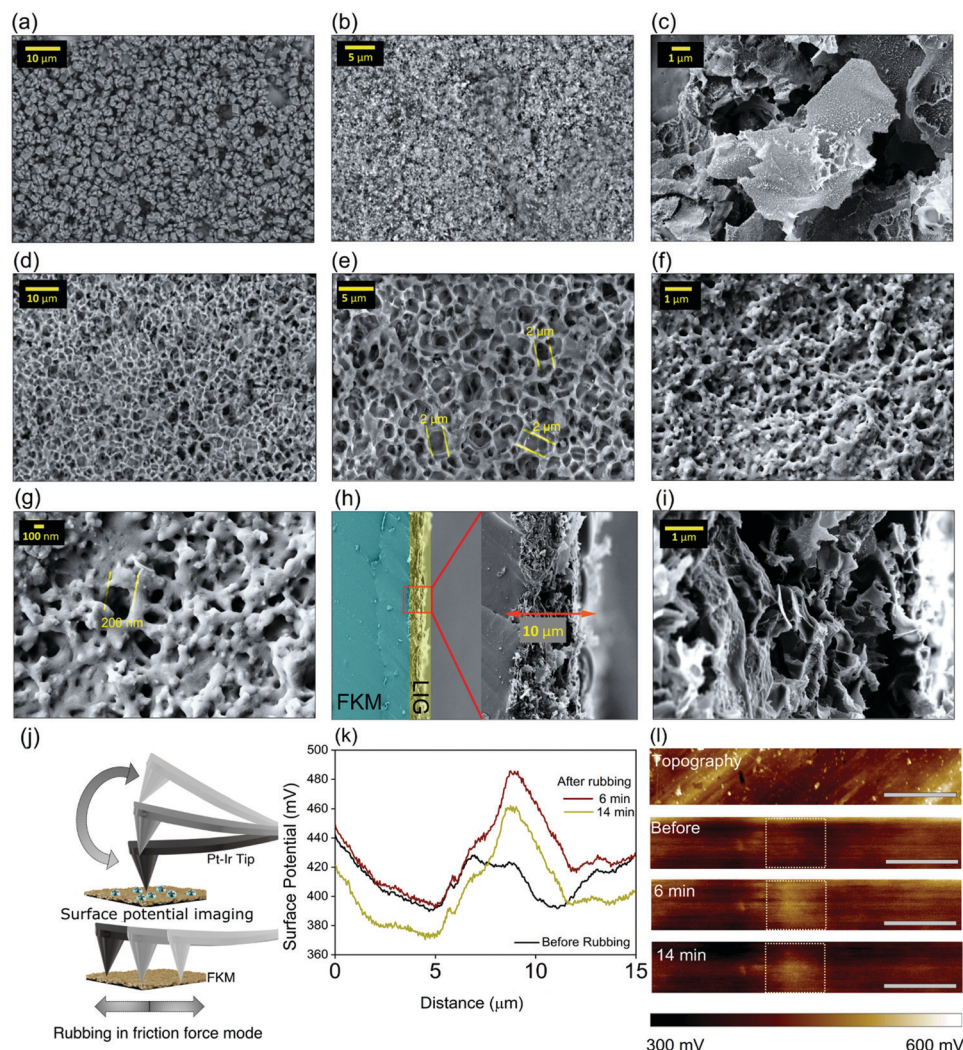 (a)
10 μm
(b)
5 μm
(c)
1 μm
(d)
10 μm
(e)
5 μm
2 μm
2 μm
2 μm
(f)
1 μm
(g)
100 nm
200 nm
(h)
FKM
LIG
10 μm
(i)
1 μm
(j)
Pt-Ir Tip
Surface potential imaging
FKM
Rubbing in friction force mode
(k)
Surface Potential (mV)
500
480
460
440
420
400
380
360
After rubbing
6 min
14 min
Before Rubbing
0 5 10 15
Distance (μm)
(l)
Topography
Before
6 min
14 min
300 mV 600 mV